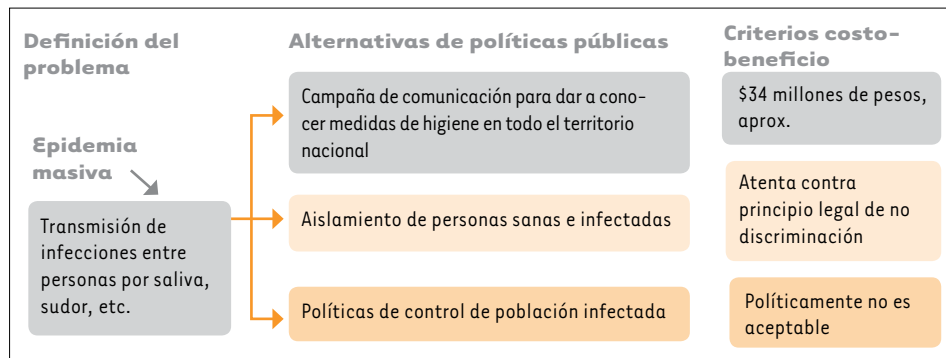 Definición del
problema
Alternativas de políticas públicas
Criterios costo-
beneficio
Epidemia
masiva
Transmisión de
infecciones entre
personas por saliva,
sudor, etc.
Campaña de comunicación para dar a cono-
cer medidas de higiene en todo el territorio
nacional
$34 millones de pesos,
aprox.
Aislamiento de personas sanas e infectadas
Atenta contra
principio legal de no
discriminación
Políticas de control de población infectada
Políticamente no es
aceptable